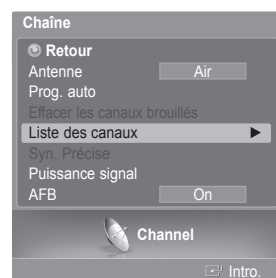 Chaîne
Retour
Antenne Air
Prog. auto
Effacer les canaux brouillés
Liste des canaux
Syn. Précise
Puissance signal
AFB On
Channel
Intro.